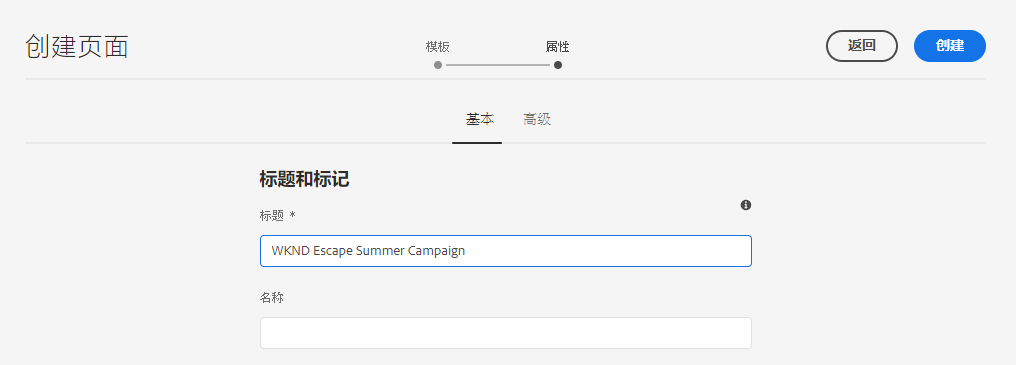 创建页面
模板
属性
返回
创建
基本
高级
标题和标记
标题 *
WKND Escape Summer Campaign
名称